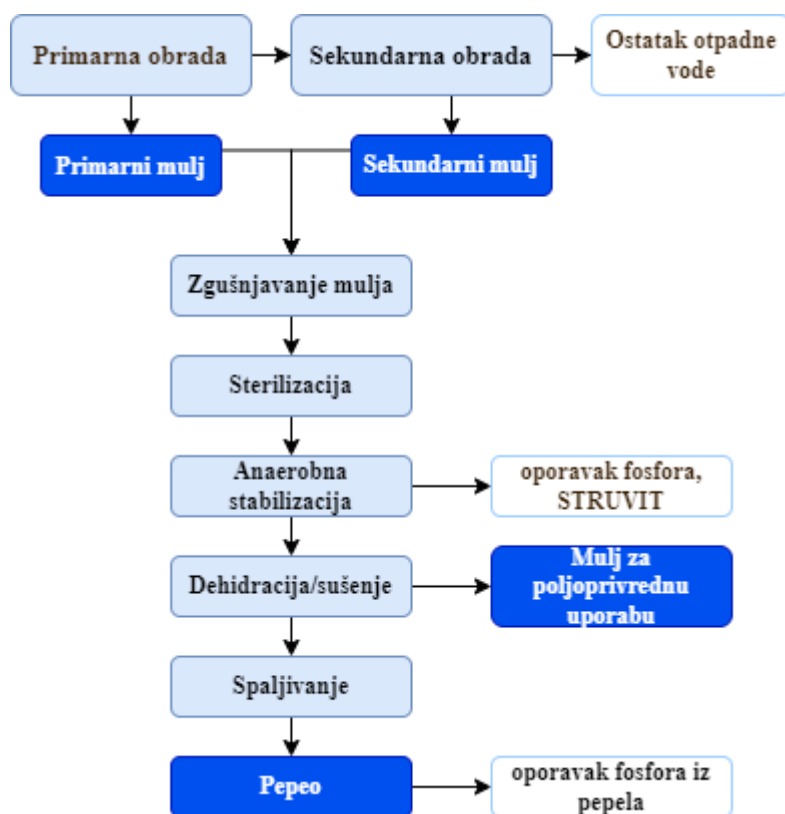 Primarna obrada
Sekundarna obrada
Ostatak otpadne
vode
Primarni mulj
Sekundarni mulj
Zgušnjavanje mulja
Sterilizacija
Anaerobna
stabilizacija
oporavak fosfora,
STRUVIT
Dehidracija/sušenje
Mulj za
poljoprivrednu
uporabu
Spaljivanje
Pepeo
oporavak fosfora iz
pepela